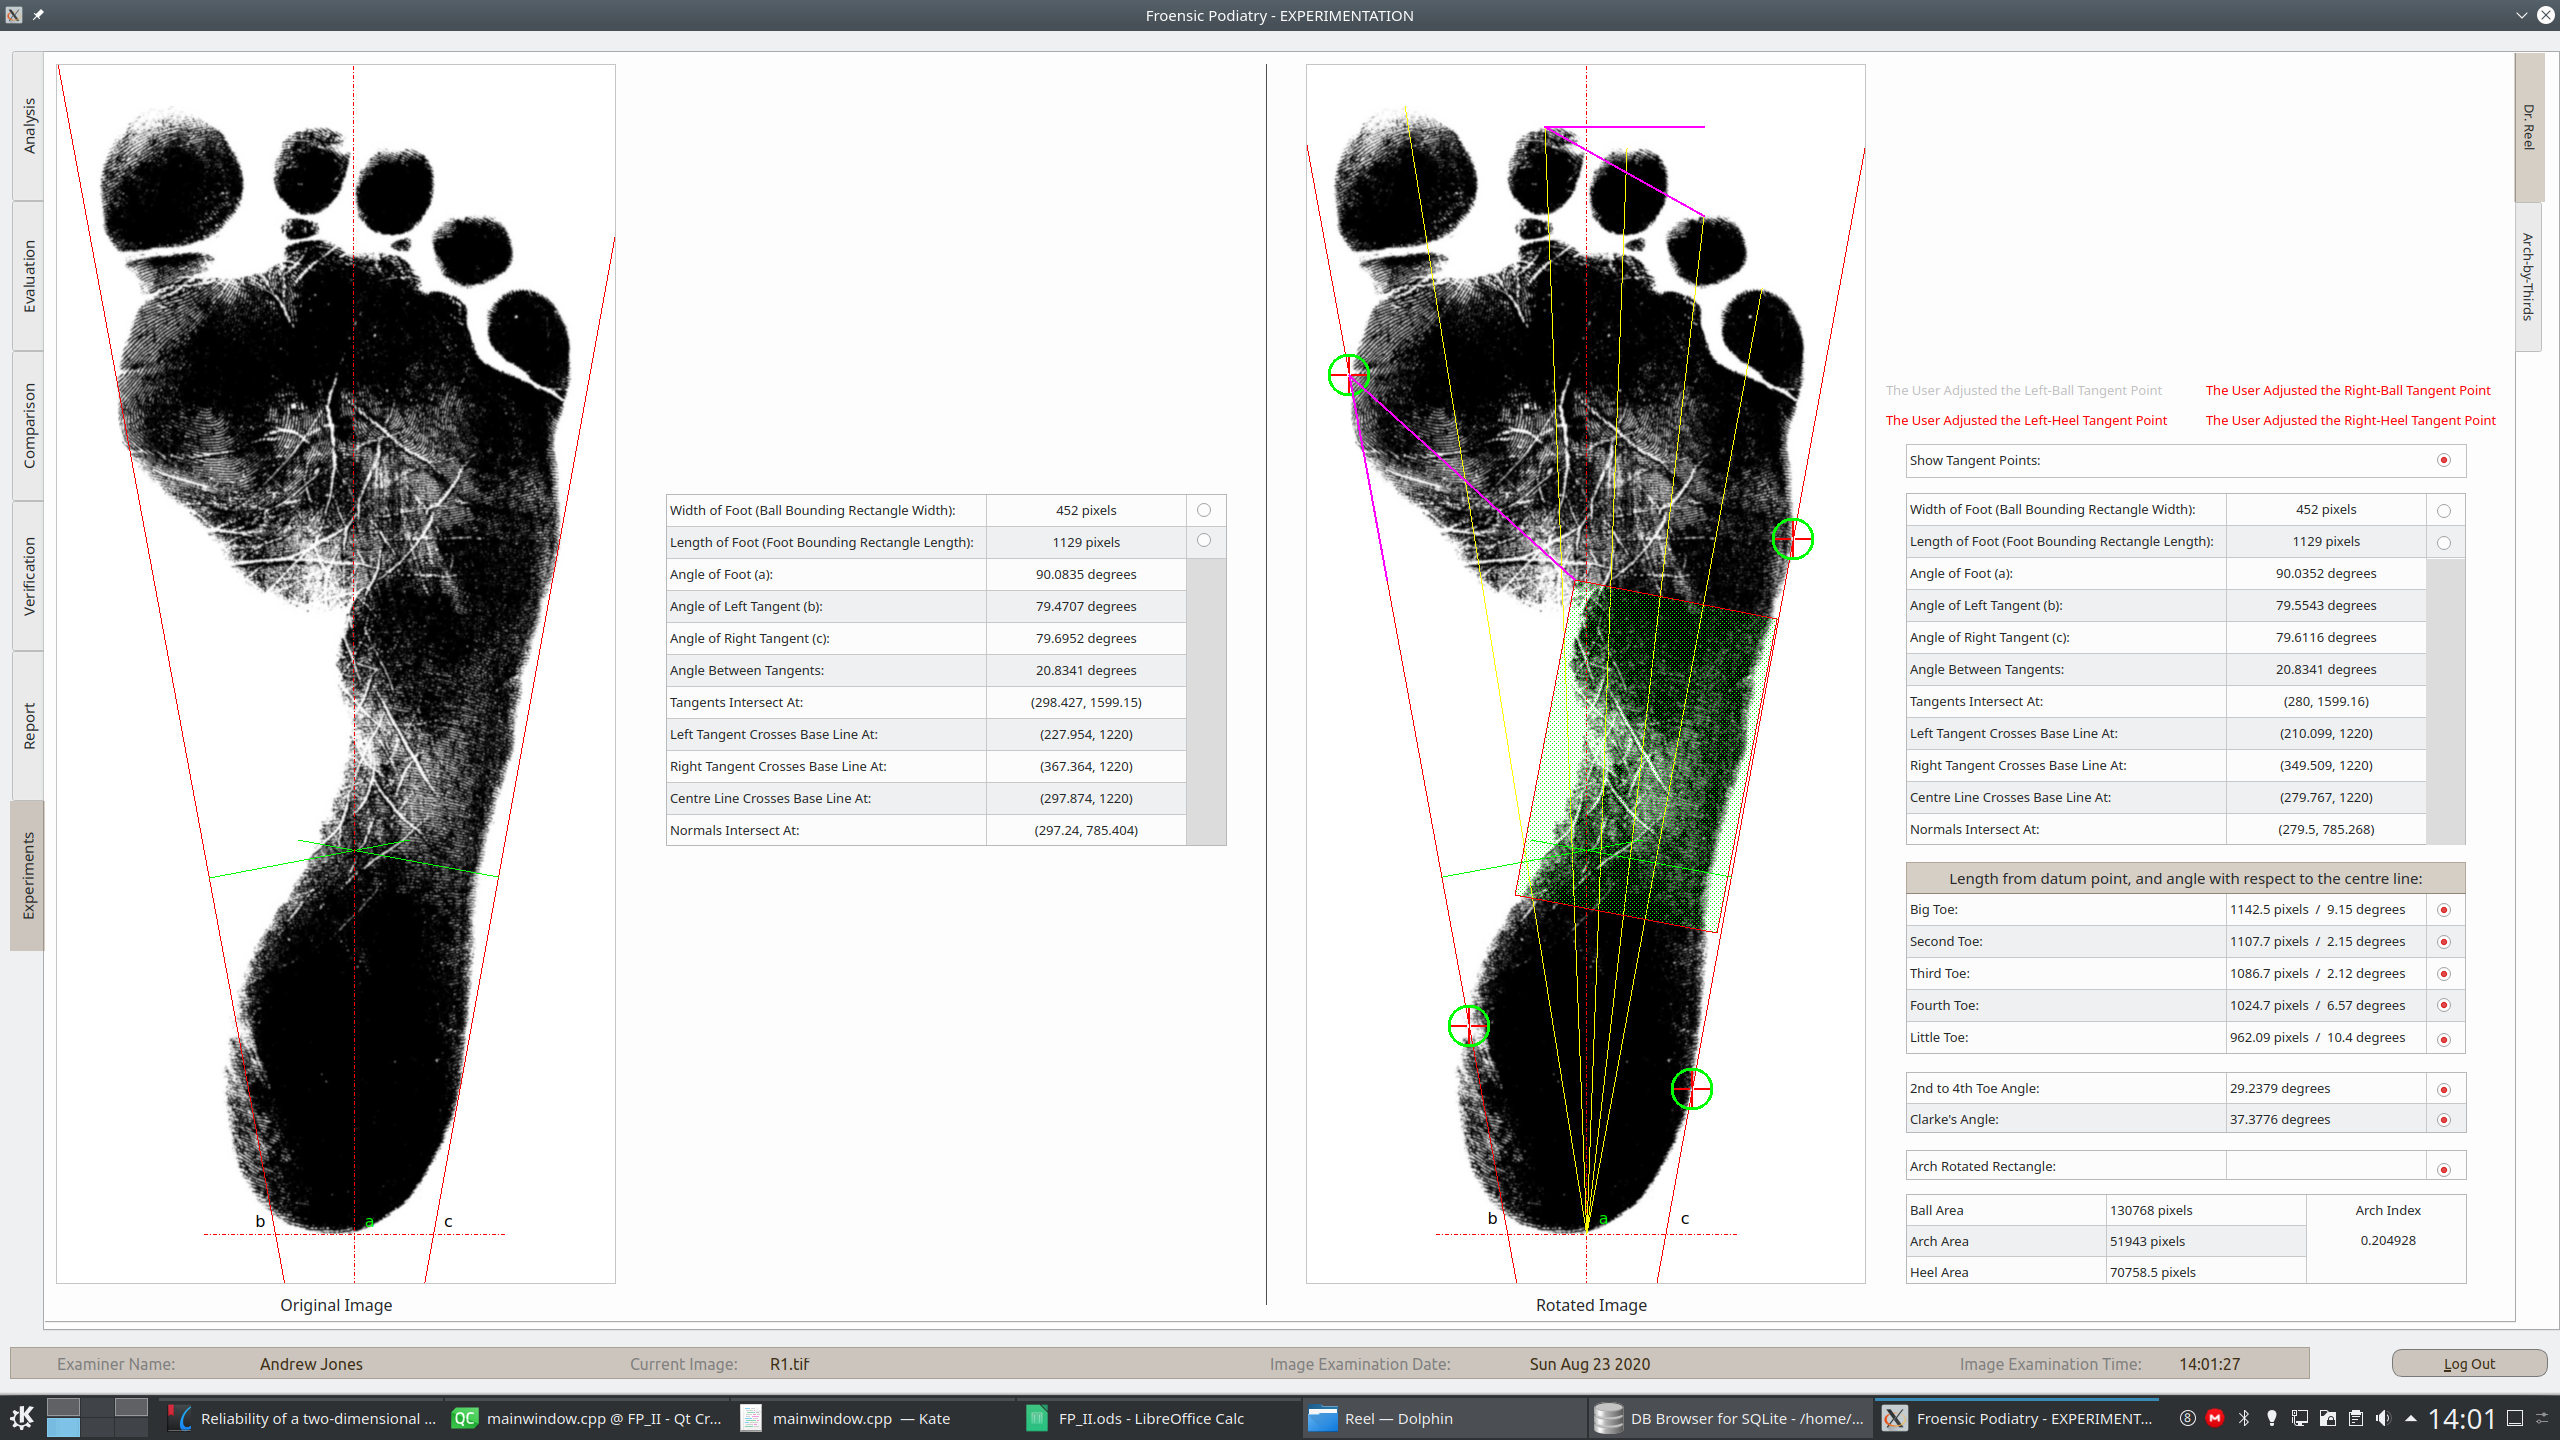 Froensic Podiatry - EXPERIMENTATION
Analysis
Evaluation
Comparison
Verification
Report
Experiments
b
a
c
Original Image
Width of Foot (Ball Bounding Rectangle Width): 452 pixels
Length of Foot (Foot Bounding Rectangle Length): 1129 pixels
Angle of Foot (a): 90.0835 degrees
Angle of Left Tangent (b): 79.4707 degrees
Angle of Right Tangent (c): 79.6952 degrees
Angle Between Tangents: 20.8341 degrees
Tangents Intersect At: (298.427, 1599.15)
Left Tangent Crosses Base Line At: (227.954, 1220)
Right Tangent Crosses Base Line At: (367.364, 1220)
Centre Line Crosses Base Line At: (297.874, 1220)
Normals Intersect At: (297.24, 785.404)
b
a
c
Rotated Image
Dr. Reel
Arch-by-Thirds
The User Adjusted the Left-Ball Tangent Point The User Adjusted the Right-Ball Tangent Point
The User Adjusted the Left-Heel Tangent Point The User Adjusted the Right-Heel Tangent Point
Show Tangent Points:
Width of Foot (Ball Bounding Rectangle Width): 452 pixels
Length of Foot (Foot Bounding Rectangle Length): 1129 pixels
Angle of Foot (a): 90.0352 degrees
Angle of Left Tangent (b): 79.5543 degrees
Angle of Right Tangent (c): 79.6116 degrees
Angle Between Tangents: 20.8341 degrees
Tangents Intersect At: (280, 1599.16)
Left Tangent Crosses Base Line At: (210.099, 1220)
Right Tangent Crosses Base Line At: (349.509, 1220)
Centre Line Crosses Base Line At: (279.767, 1220)
Normals Intersect At: (279.5, 785.268)
Length from datum point, and angle with respect to the centre line:
Big Toe: 1142.5 pixels / 9.15 degrees
Second Toe: 1107.7 pixels / 2.15 degrees
Third Toe: 1086.7 pixels / 2.12 degrees
Fourth Toe: 1024.7 pixels / 6.57 degrees
Little Toe: 962.09 pixels / 10.4 degrees
2nd to 4th Toe Angle: 29.2379 degrees
Clarke's Angle: 37.3776 degrees
Arch Rotated Rectangle:
Ball Area 130768 pixels Arch Index
Arch Area 51943 pixels 0.204928
Heel Area 70758.5 pixels
Examiner Name: Andrew Jones Current Image: R1.tif Image Examination Date: Sun Aug 23 2020 Image Examination Time: 14:01:27 Log Out
Reliability of a two-dimensional ... QC mainwindow.cpp @ FP_II - Qt Cr... mainwindow.cpp — Kate FP_II.ods - LibreOffice Calc Reel — Dolphin DB Browser for SQLite - /home/... Froensic Podiatry - EXPERIMENT... 8 M 14:01